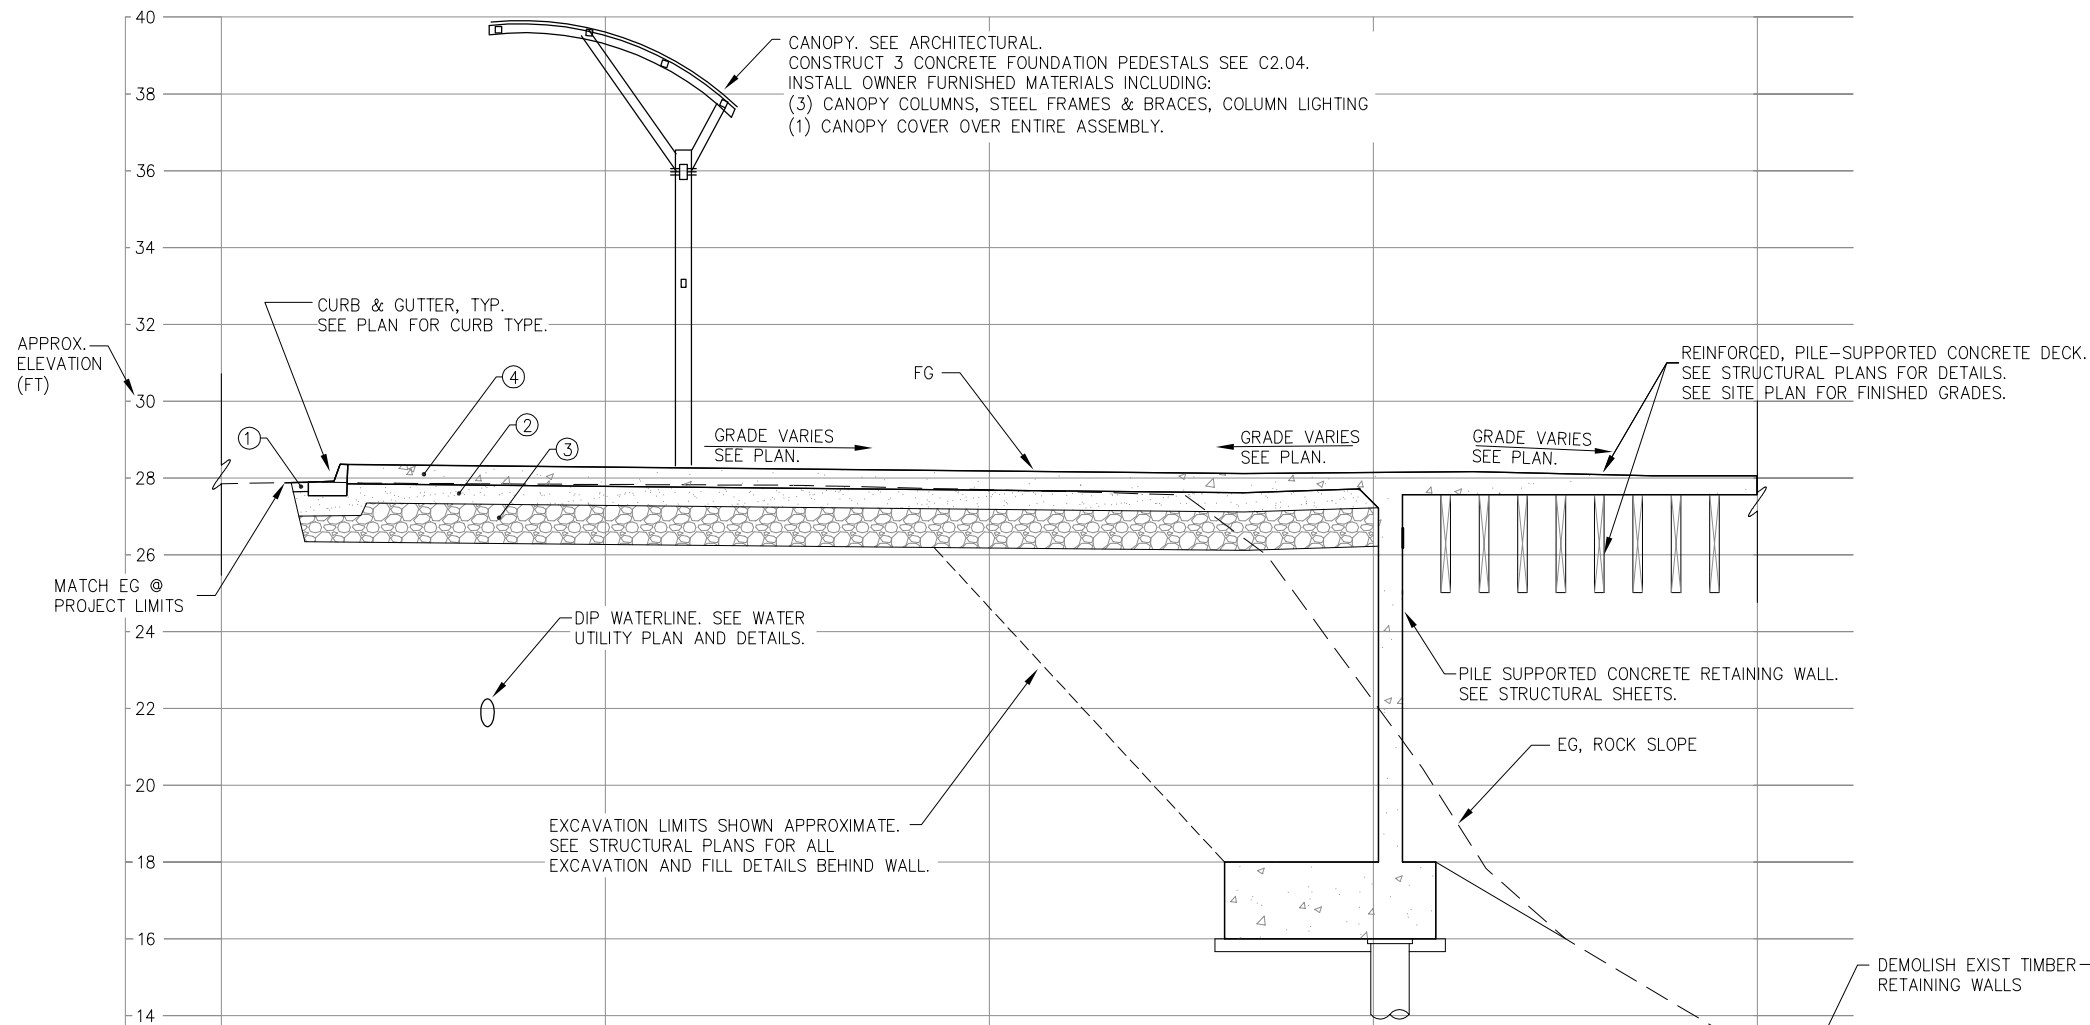 40
CANOPY. SEE ARCHITECTURAL.
CONSTRUCT 3 CONCRETE FOUNDATION PEDESTALS SEE C2.04.
INSTALL OWNER FURNISHED MATERIALS INCLUDING:
(3) CANOPY COLUMNS, STEEL FRAMES & BRACES, COLUMN LIGHTING
(1) CANOPY COVER OVER ENTIRE ASSEMBLY.
38
36
34
32
CURB & GUTTER, TYP.
SEE PLAN FOR CURB TYPE.
APPROX.
ELEVATION
(FT)
30
28
26
24
22
20
18
16
14
4
2
3
1
FG
GRADE VARIES
SEE PLAN.
GRADE VARIES
SEE PLAN.
GRADE VARIES
SEE PLAN.
REINFORCED, PILE-SUPPORTED CONCRETE DECK.
SEE STRUCTURAL PLANS FOR DETAILS.
SEE SITE PLAN FOR FINISHED GRADES.
MATCH EG @
PROJECT LIMITS
DIP WATERLINE. SEE WATER
UTILITY PLAN AND DETAILS.
PILE SUPPORTED CONCRETE RETAINING WALL.
SEE STRUCTURAL SHEETS.
EG, ROCK SLOPE
EXCAVATION LIMITS SHOWN APPROXIMATE.
SEE STRUCTURAL PLANS FOR ALL
EXCAVATION AND FILL DETAILS BEHIND WALL.
DEMOLISH EXIST TIMBER
RETAINING WALLS